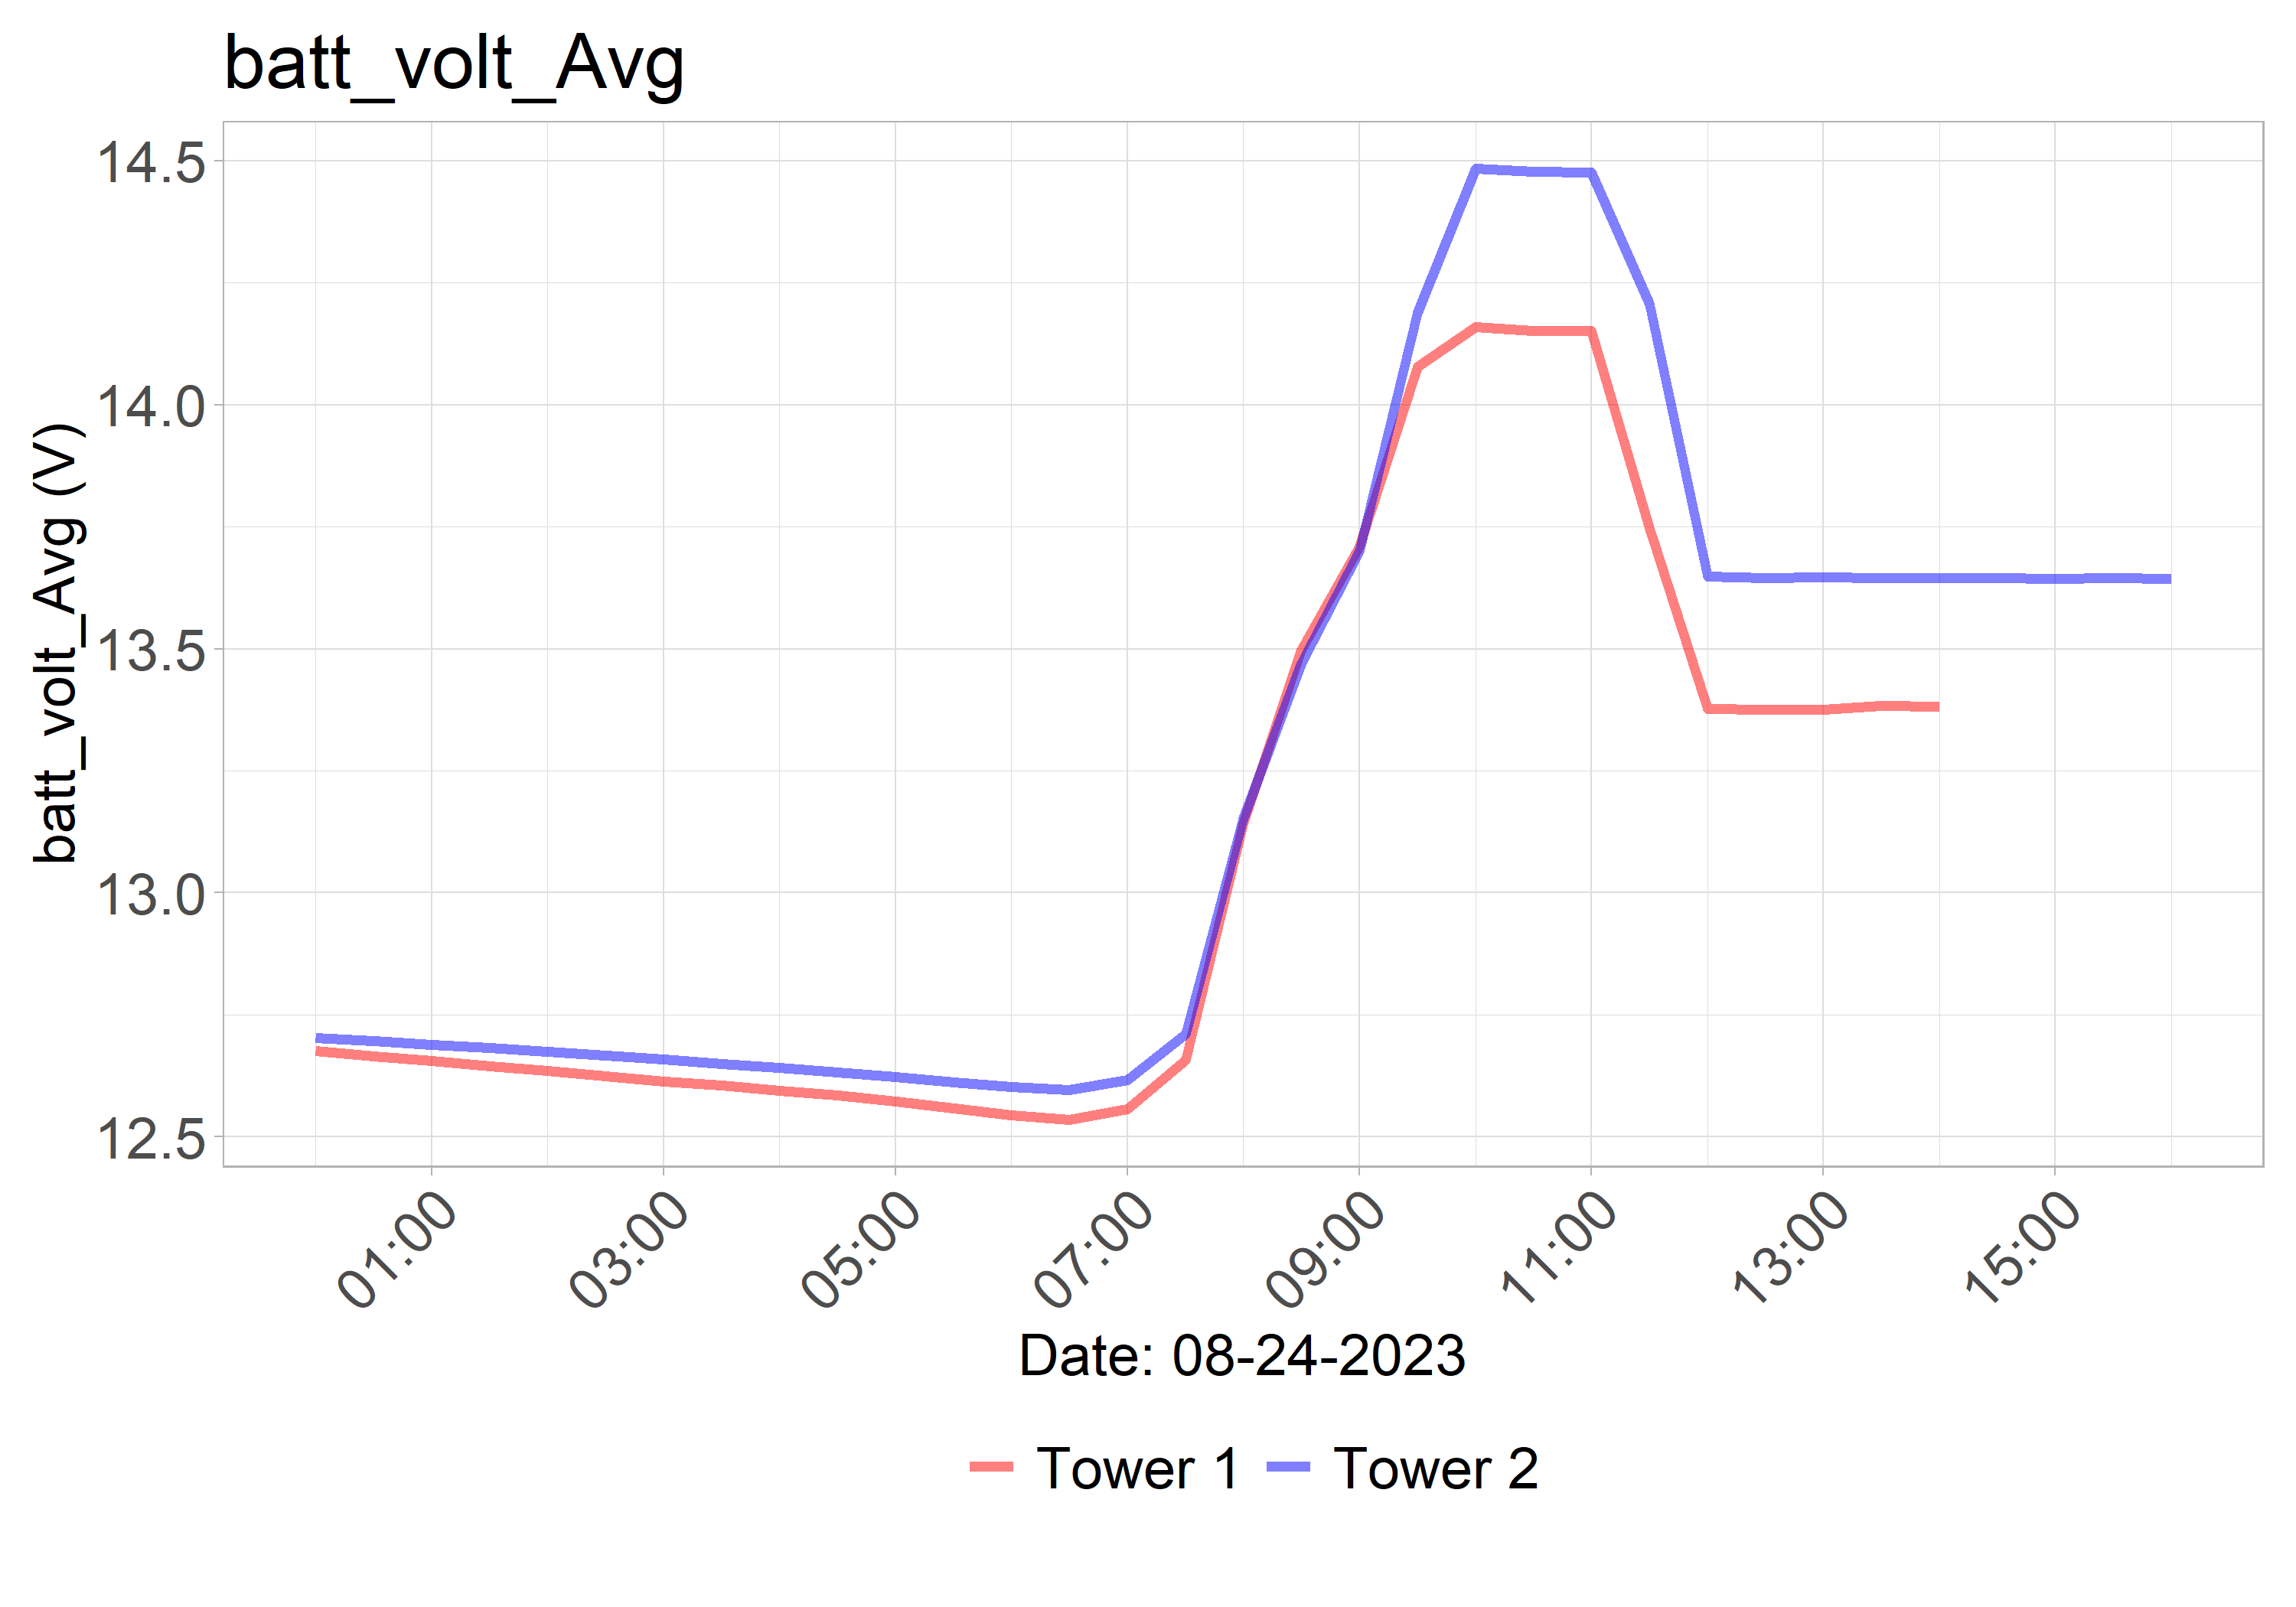 batt_volt_Avg
batt_volt_Avg (V)
14.5
14.0
13.5
13.0
12.5
01:00 03:00 05:00 07:00 09:00 11:00 13:00 15:00
Date: 08-24-2023
Tower 1 Tower 2